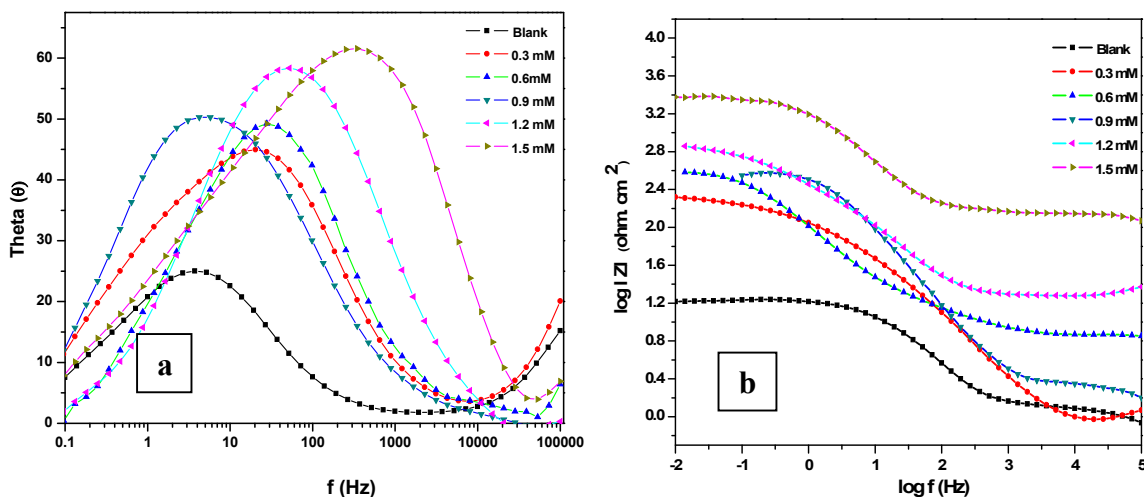 Theta (θ)
60
50
40
30
20
10
0
0.1 1 10 100 1000 10000 100000
f (Hz)
Blank
0.3 mM
0.6mM
0.9 mM
1.2 mM
1.5 mM
a
log IZI (ohm. cm²)
4.0
3.6
3.2
2.8
2.4
2.0
1.6
1.2
0.8
0.4
0.0
-2 -1 0 1 2 3 4 5
log f (Hz)
Blank
0.3 mM
0.6 mM
0.9 mM
1.2 mM
1.5 mM
b